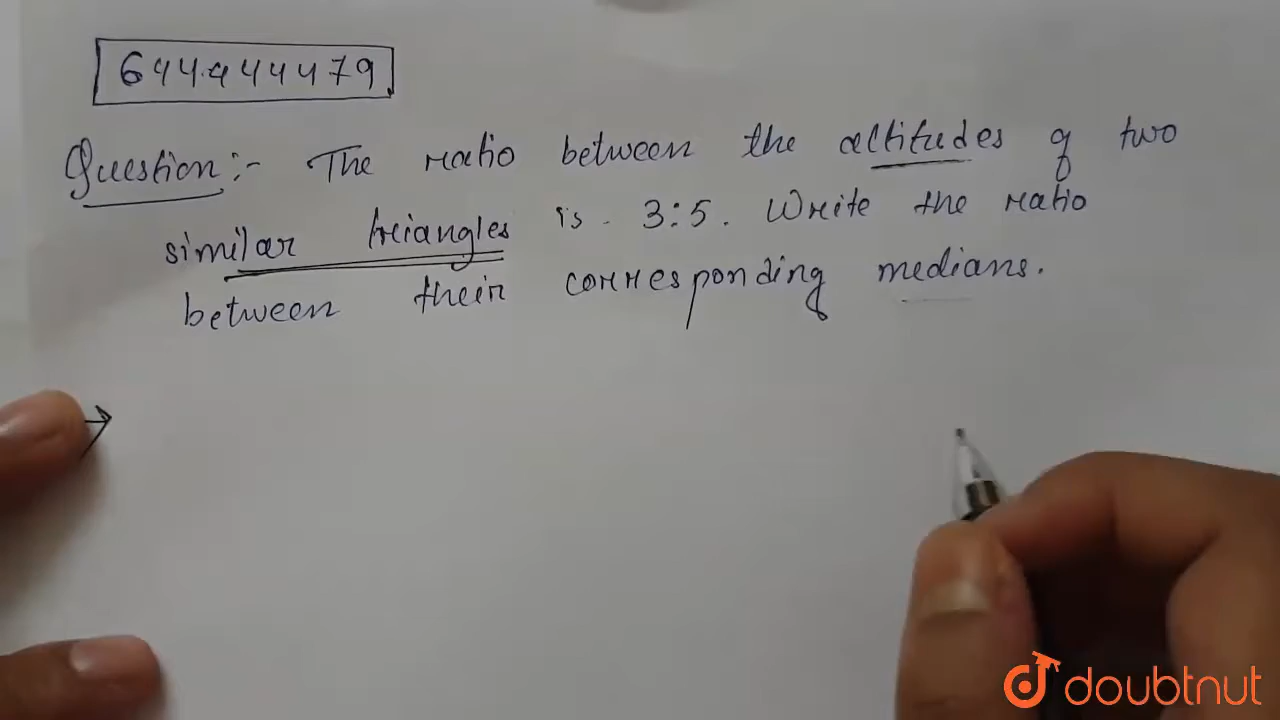 644444479
Question:- The ratio between the altitudes of two
similar triangles is 3:5. Write the ratio
between their corresponding medians.
doubtnut